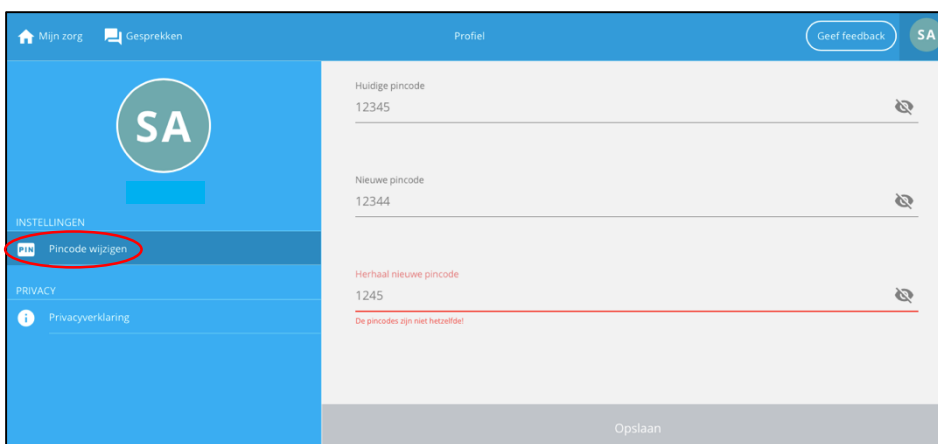 Mijn zorg
Gesprekken
Profiel
Geef feedback
SA
SA
INSTELLINGEN
PIN Pincode wijzigen
PRIVACY
Privacyverklaring
Huidige pincode
12345
Nieuwe pincode
12344
Herhaal nieuwe pincode
1245
De pincodes zijn niet hetzelfde!
Opslaan